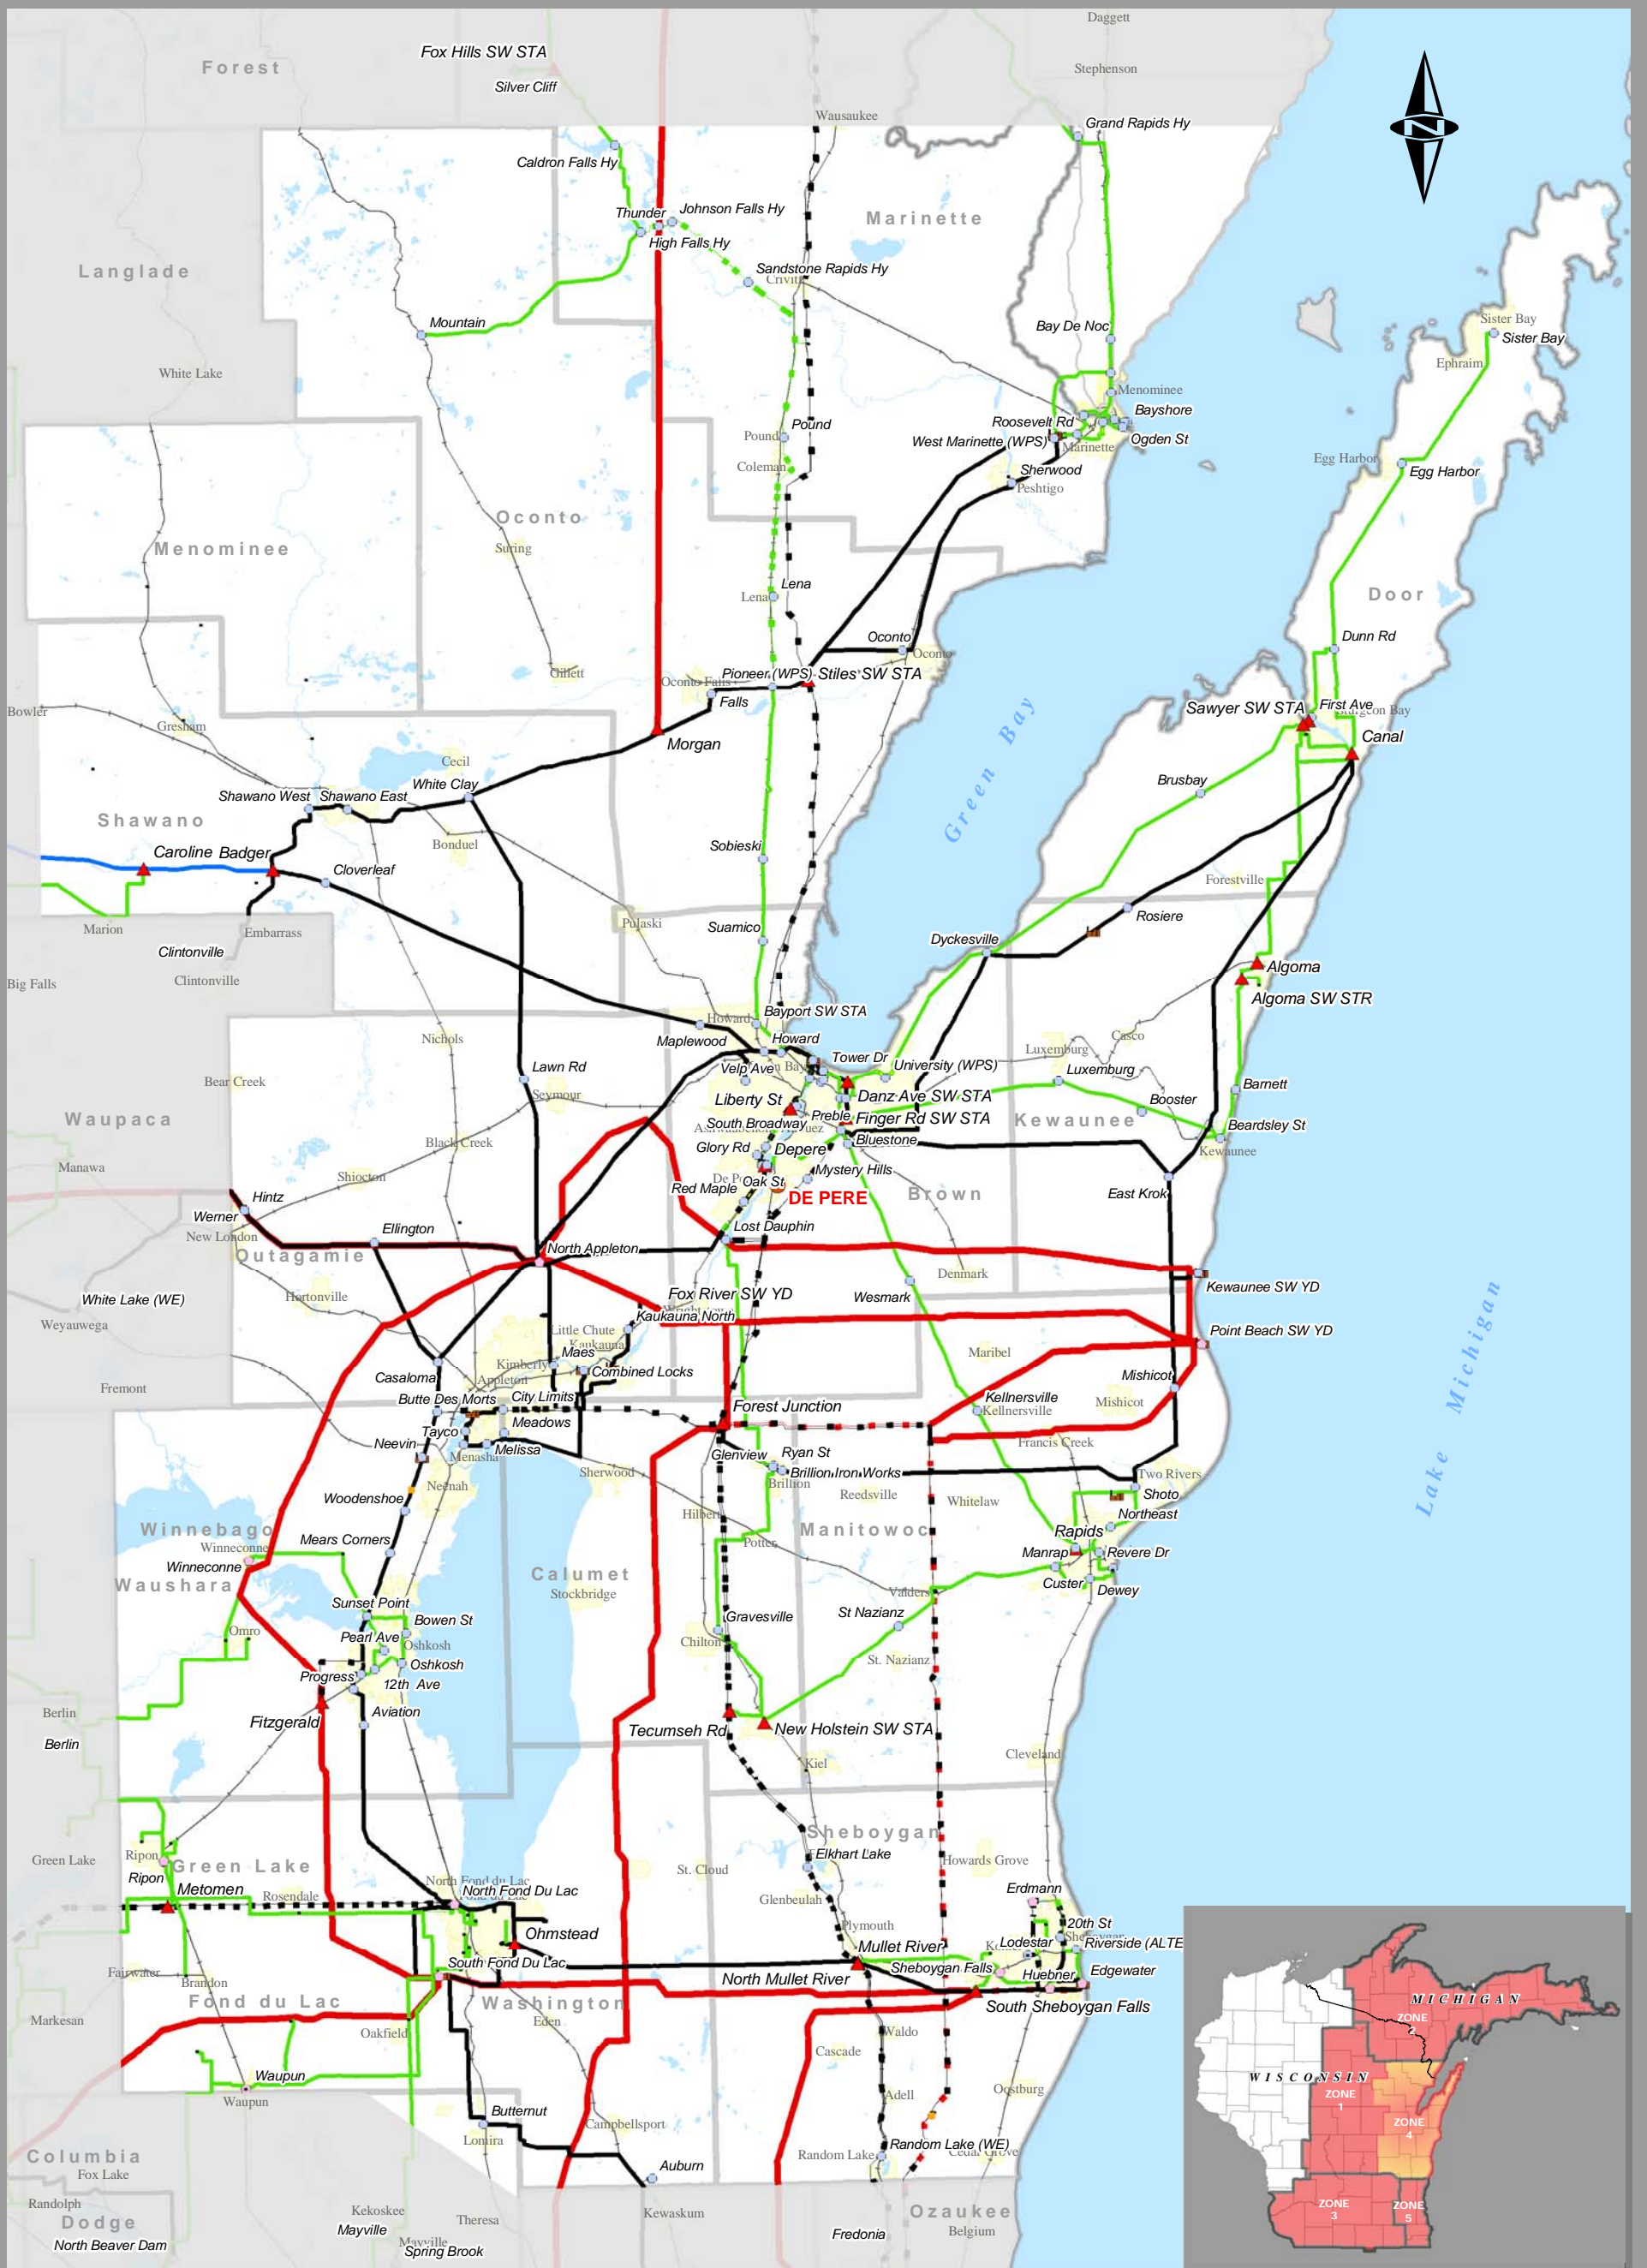 Daggett
Fox Hills SW STA
Forest
Stephenson
Silver Cliff
Wausaukee
Grand Rapids Hy
N
Caldron Falls Hy
Thunder
Johnson Falls Hy
Marinette
High Falls Hy
Langlade
Sandstone Rapids Hy
Sister Bay
Mountain
Bay De Noc
Sister Bay
Ephraim
White Lake
Menominee
Bayshore
Roosevelt Rd
Pound
Pound
West Marinette (WPS)
Ogden St
Marinette
Coleman
Egg Harbor
Egg Harbor
Sherwood
Peshtigo
Oconto
Menominee
Suring
Lena
Lena
Door
Dunn Rd
Oconto
Oconto
Gillett
Pioneer (WPS)
Stiles SW STA
Oconto Falls
Falls
Bowler
Gresham
Sawyer SW STA
First Ave
Canal
Morgan
Green Bay
Cecil
White Clay
Brusbay
Shawano West
Shawano East
Shawano
Bonduel
Sobieski
Caroline
Badger
Cloverleaf
Forestville
Marion
Embarrass
Pulaski
Suamico
Rosiere
Clintonville
Clintonville
Dyckesville
Algoma
Big Falls
Algoma SW STR
Bayport SW STA
Howard
Nichols
Maplewood
Howard
Casco
Luxemburg
Tower Dr
University (WPS)
Velp Ave
Luxemburg
Lawn Rd
Bear Creek
Seymour
Danz Ave SW STA
Barnett
Liberty St
Booster
Waupaca
Preble
Finger Rd SW STA
Kewaunee
South Broadway
Beardsley St
Black Creek
Glory Rd
Depere
Bluestone
Kewaunee
Manawa
Shiocton
Mystery Hills
Oak St
Red Maple
DE PERE
Brown
East Krok
Hintz
Werner
Ellington
Lost Dauphin
New London
Outagamie
North Appleton
Denmark
White Lake (WE)
Hortonville
Fox River SW YD
Wesmark
Kewaunee SW YD
Weyauwega
Kaukauna North
Little Chute
Kaukauna
Point Beach SW YD
Lake Michigan
Maes
Kimberly
Maribel
Fremont
Casaloma
Appleton
Combined Locks
Mishicot
Butte Des Morts
City Limits
Forest Junction
Kellnersville
Kellnersville
Mishicot
Meadows
Tayco
Neevin
Melissa
Menasha
Francis Creek
Glenview
Ryan St
Neenah
Sherwood
Brillion Iron Works
Brillion
Two Rivers
Reedsville
Shoto
Woodenshoe
Whitelaw
Hilbert
Northeast
Winnebago
Winneconne
Mears Corners
Potter
Manitowoc
Rapids
Winneconne
Manrap
Revere Dr
Waushara
Calumet
Stockbridge
Custer
Dewey
Valders
Sunset Point
Bowen St
Gravesville
St Nazianz
Omro
Pearl Ave
Oshkosh
Chilton
Oshkosh
St. Nazianz
Progress
12th Ave
Berlin
Fitzgerald
Aviation
Tecumseh Rd
New Holstein SW STA
Berlin
Cleveland
Kiel
Sheboygan
Ripon
Elkhart Lake
Howards Grove
Green Lake
Green Lake
St. Cloud
Ripon
North Fond Du Lac
Metomen
Rosendale
Erdmann
Glenbeulah
Ohmstead
Plymouth
20th St
Mullet River
Lodestar
Riverside (ALTE
South Fond Du Lac
Fairwater
Brandon
North Mullet River
Sheboygan Falls
Huebner
Edgewater
Fond du Lac
Washington
South Sheboygan Falls
Markesan
Eden
Oakfield
Waldo
Cascade
Waupun
Waupun
Adell
Oostburg
Butternut
Campbellsport
Lomira
Columbia
Random Lake
Random Lake (WE)
Cedar Grove
Fox Lake
Auburn
Randolph
Kekoskee
Theresa
Kewaskum
Ozaukee
Dodge
Mayville
Mayville
Fredonia
Belgium
North Beaver Dam
Spring Brook
MICHIGAN
ZONE
2
WISCONSIN
ZONE
1
ZONE
4
ZONE
3
ZONE
5